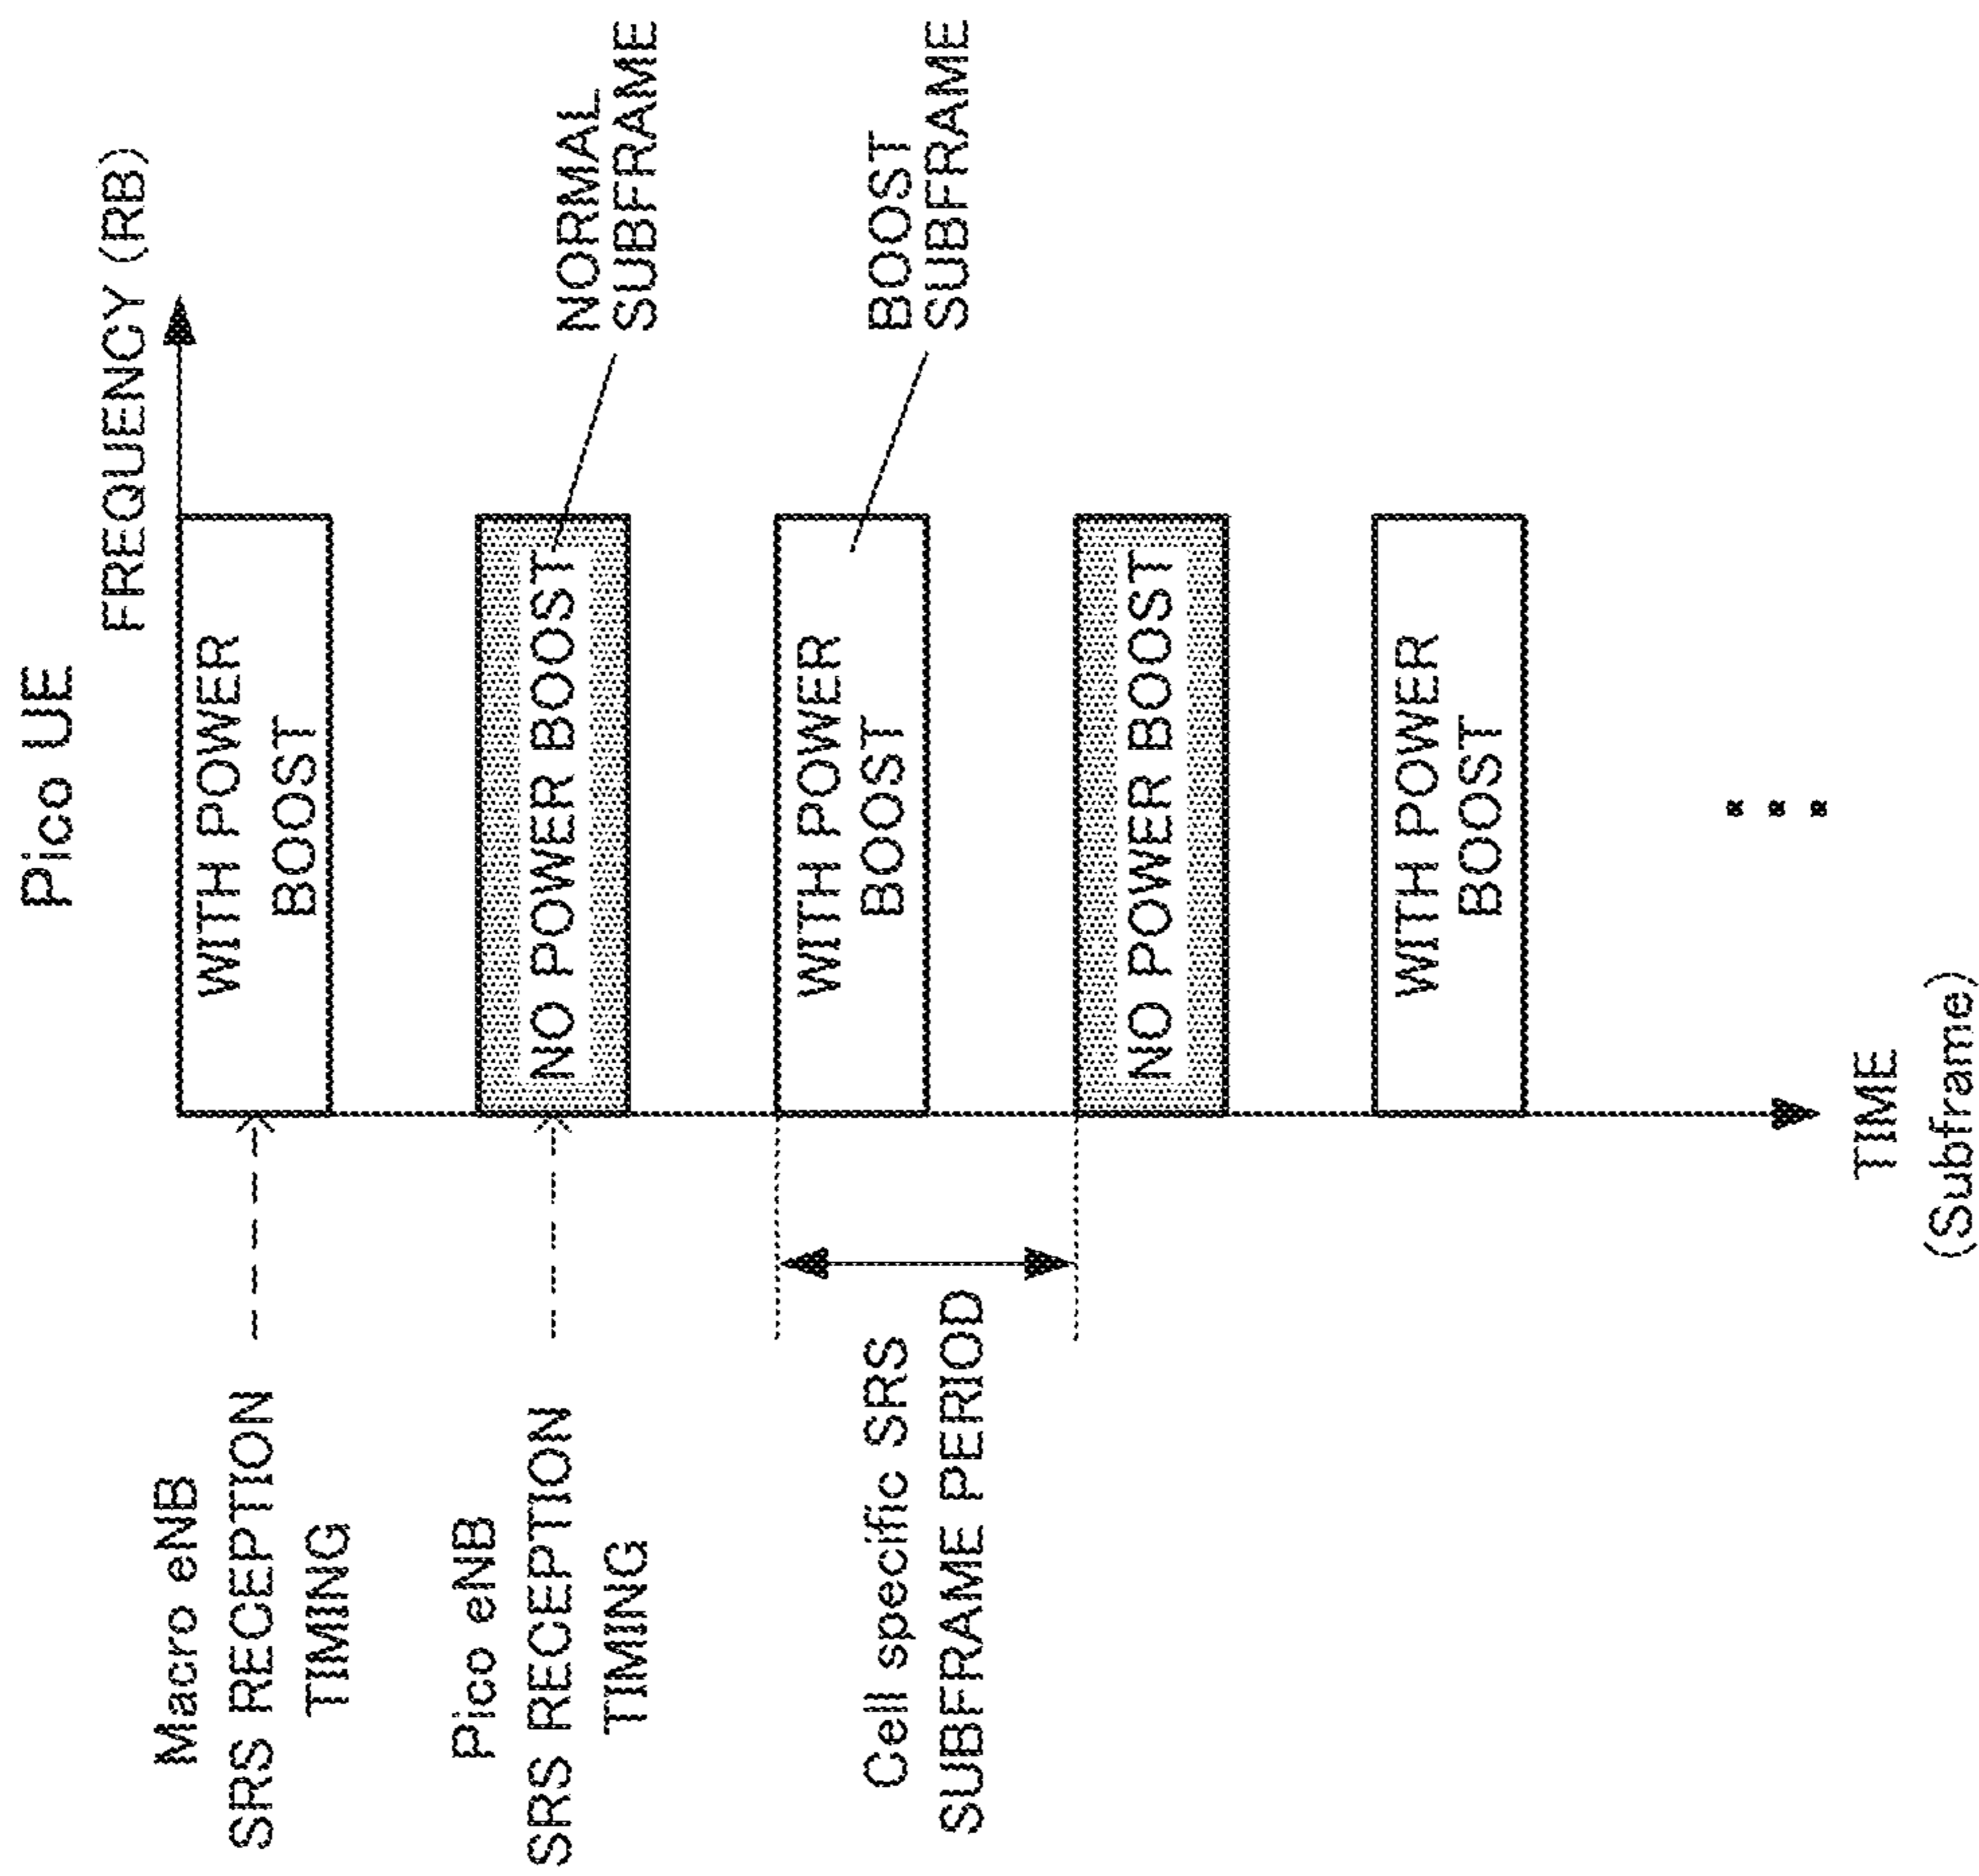 Pico UE
FREQUENCY (RB)
Macro eNB
SRS RECEPTION
TIMING
WITH POWER
BOOST
Pico eNB
SRS RECEPTION
TIMING
NO POWER BOOST
NORMAL
SUBFRAME
Cell specific SRS
SUBFRAME PERIOD
WITH POWER
BOOST
BOOST
SUBFRAME
NO POWER BOOST
WITH POWER
BOOST
TIME
(Subframe)